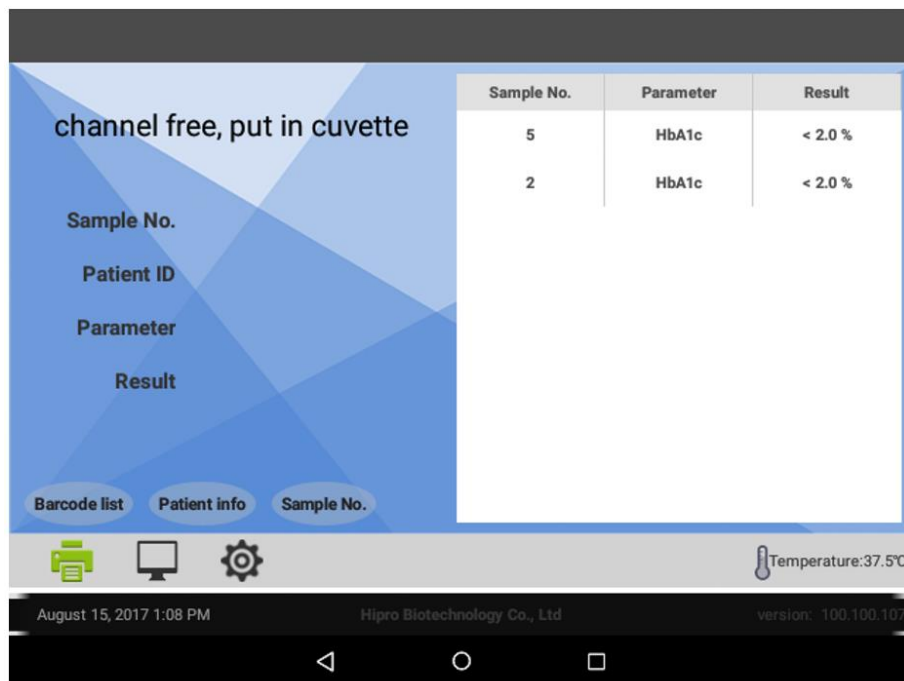 channel free, put in cuvette
Sample No.
Patient ID
Parameter
Result
Barcode list Patient info Sample No.
Sample No. Parameter Result
5 HbA1c < 2.0 %
2 HbA1c < 2.0 %
Temperature:37.5℃
August 15, 2017 1:08 PM Hipro Biotechnology Co., Ltd version: 100.100.107